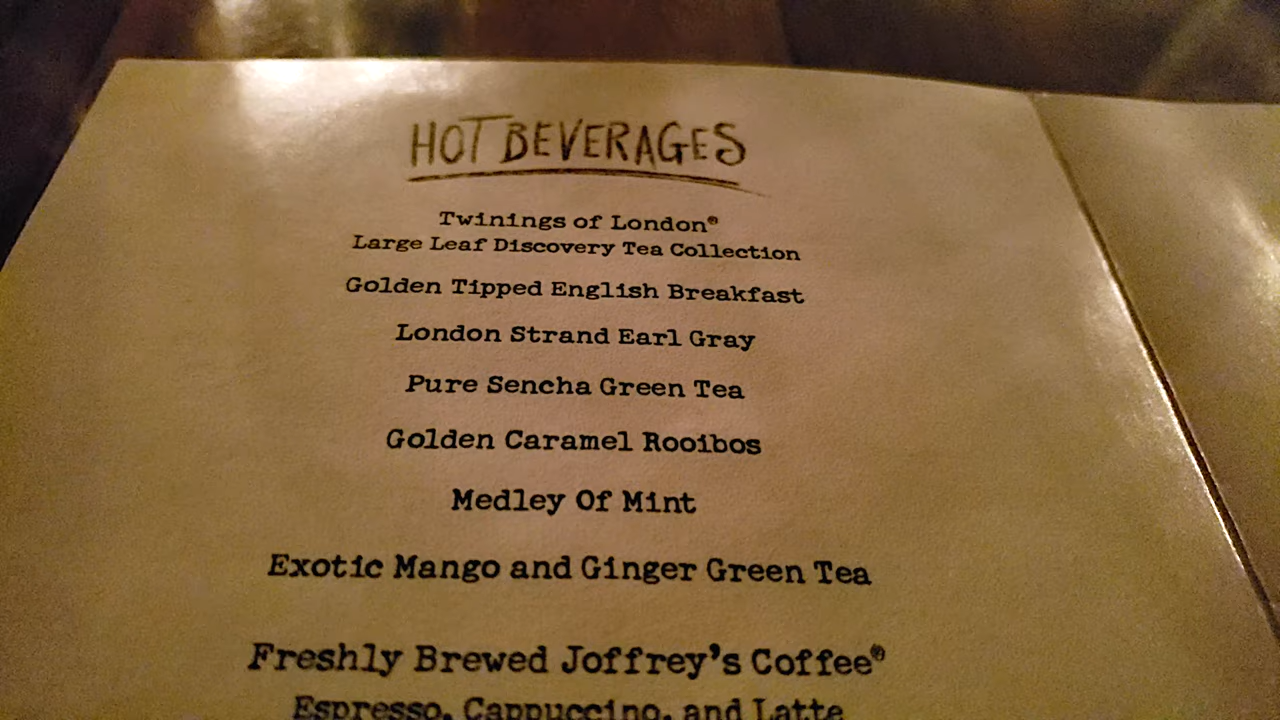 HOT BEVERAGES
Twinings of London®
Large Leaf Discovery Tea Collection
Golden Tipped English Breakfast
London Strand Earl Gray
Pure Sencha Green Tea
Golden Caramel Rooibos
Medley Of Mint
Exotic Mango and Ginger Green Tea
Freshly Brewed Joffrey's Coffee®
Espresso, Cappuccino, and Latte